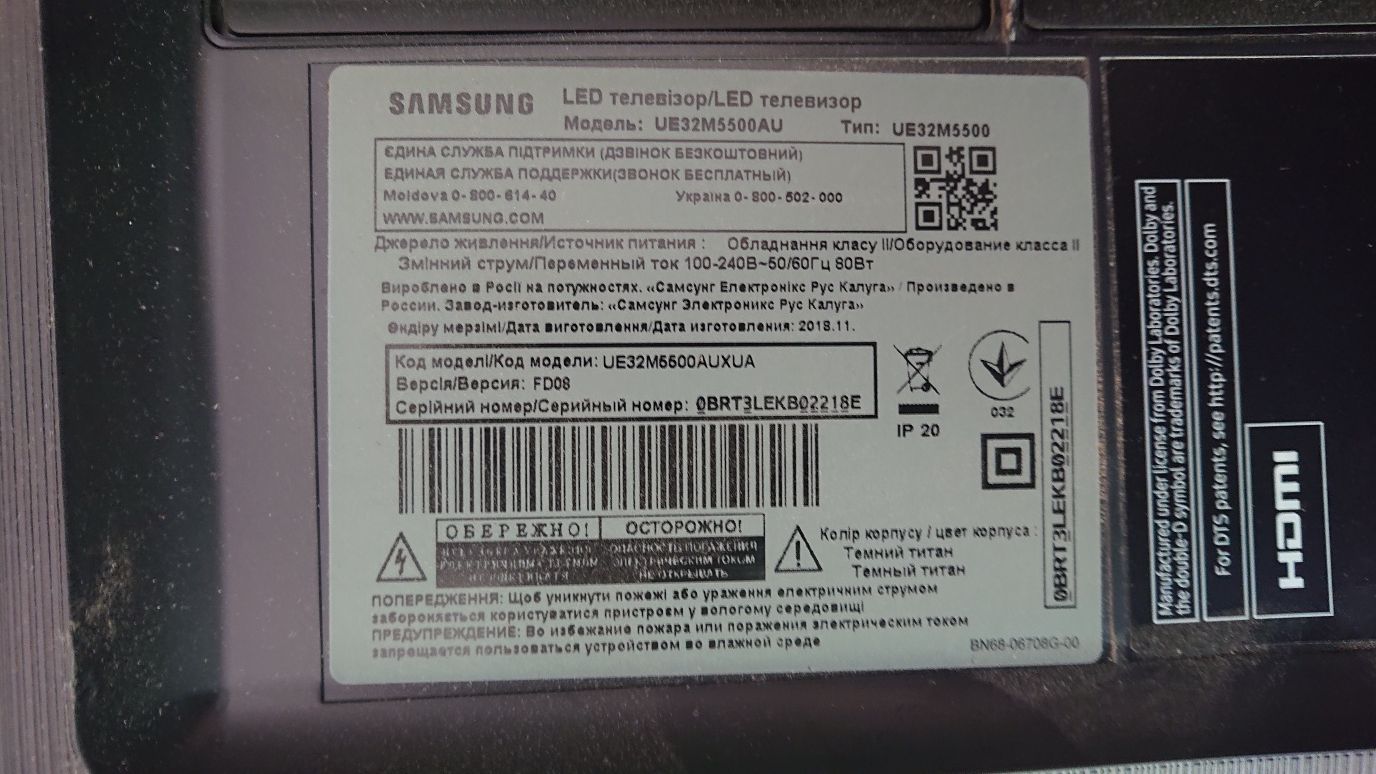 SAMSUNG
LED телевізор/LED телевизор
Модель: UE32M5500AU Тип: UE32M5500
ЄДИНА СЛУЖБА ПІДТРИМКИ (ДЗВІНОК БЕЗКОШТОВНИЙ)
ЕДИНАЯ СЛУЖБА ПОДДЕРЖКИ(ЗВОНОК БЕСПЛАТНЫЙ)
Moldova 0-800-614-40 Україна 0-800-502-000
WWW.SAMSUNG.COM
Джерело живлення/Источник питания : Обладнання класу II/Оборудование класса II
Змінний струм/Переменный ток 100-240В~50/60Гц 80Вт
Вироблено в Росії на потужностях. «Самсунг Електронікс Рус Калуга» / Произведено в
России. Завод-изготовитель: «Самсунг Электроникс Рус Калуга»
Өндіру мерзімі/Дата виготовлення/Дата изготовления: 2018.11.
Код моделі/Код модели: UE32M5500AUXUA
Версія/Версия: FD08
Серійний номер/Серийный номер: 0BRT3LEKB02218E
IP 20
032
0BRT3LEKB02218E
ОБЕРЕЖНО! ОСТОРОЖНО!
ОПАСНОСТЬ ПОРАЖЕНИЯ
ЭЛЕКТРИЧЕСКИМ ТОКОМ
НЕ ОТКРЫВАТЬ
Колір корпусу / цвет корпуса :
Темний титан
Темный титан
ПОПЕРЕДЖЕННЯ: Щоб уникнути пожежі або ураження електричним струмом
забороняється користуватися пристроєм у вологому середовищі
ПРЕДУПРЕЖДЕНИЕ: Во избежание пожара или поражения электрическим током
запрещается пользоваться устройством во влажной среде
BN68-06708G-00
Manufactured under license from Dolby Laboratories. Dolby and
the double-D symbol are trademarks of Dolby Laboratories.
For DTS patents, see http://patents.dts.com
HDMI